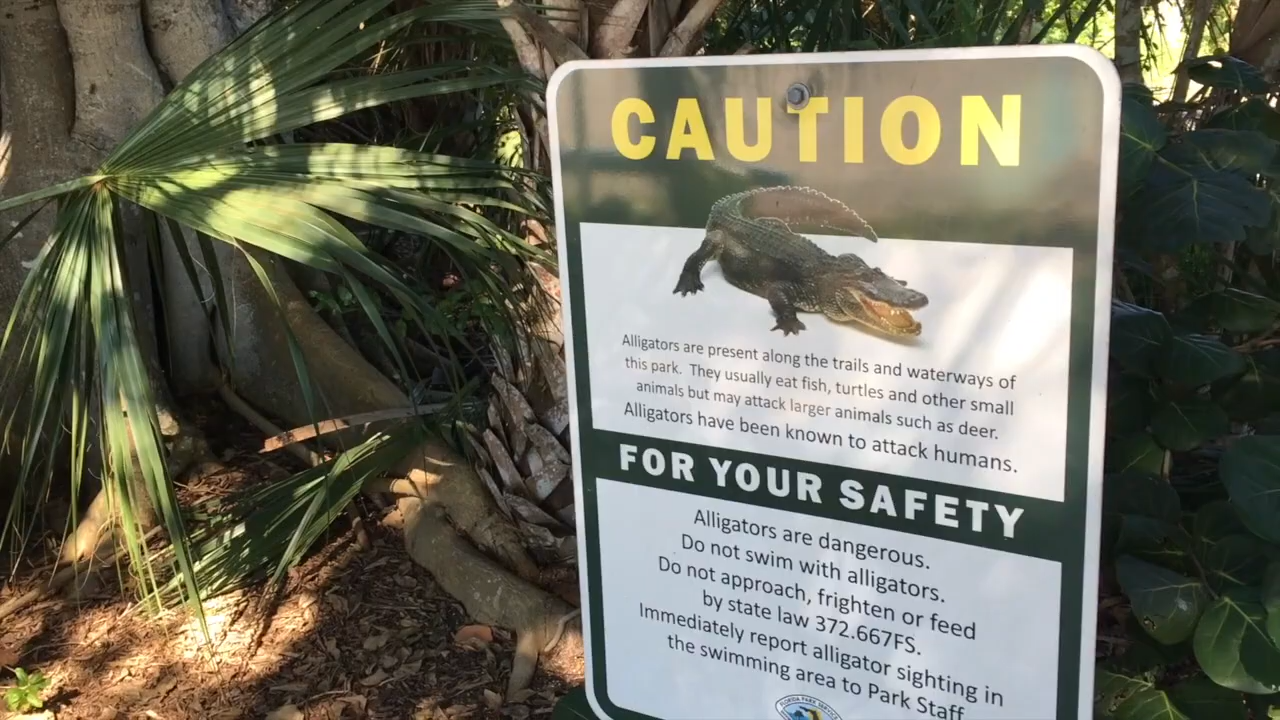 CAUTION
Alligators are present along the trails and waterways of
this park. They usually eat fish, turtles and other small
animals but may attack larger animals such as deer.
Alligators have been known to attack humans.
FOR YOUR SAFETY
Alligators are dangerous.
Do not swim with alligators.
Do not approach, frighten or feed
by state law 372.667FS.
Immediately report alligator sighting in
the swimming area to Park Staff
FLORIDA PARK SERVICE